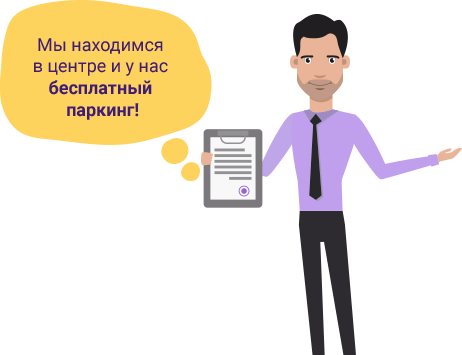 Мы находимся
в центре и у нас
бесплатный
паркинг!